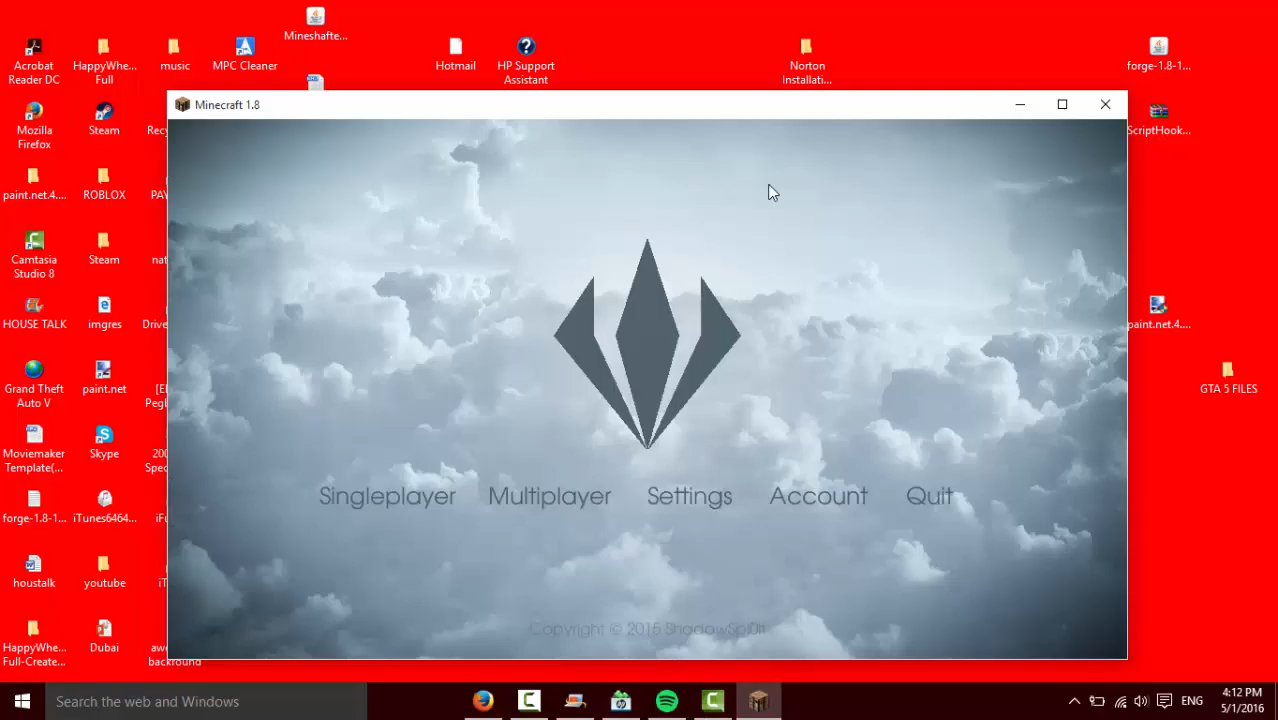 Mineshafte...
Acrobat
Reader DC
HappyWhe...
Full
music
MPC Cleaner
Hotmail
HP Support
Assistant
Norton
Installati...
forge-1.8-1...
Minecraft 1.8
Mozilla
Firefox
Steam
ScriptHook...
paint.net.4....
ROBLOX
Camtasia
Studio 8
Steam
HOUSE TALK
imgres
Drive
paint.net.4....
Grand Theft
Auto V
paint.net
GTA 5 FILES
Moviemaker
Template(...
Skype
Singleplayer
Multiplayer
Settings
Account
Quit
forge-1.8-1...
iTunes6464...
houstalk
youtube
HappyWhe...
Full-Create...
Dubai
backround
Copyright © 2015
Search the web and Windows
ENG
4:12 PM
5/1/2016